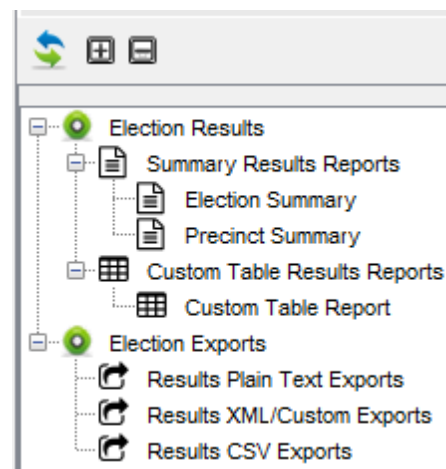 Election Results
Summary Results Reports
Election Summary
Precinct Summary
Custom Table Results Reports
Custom Table Report
Election Exports
Results Plain Text Exports
Results XML/Custom Exports
Results CSV Exports